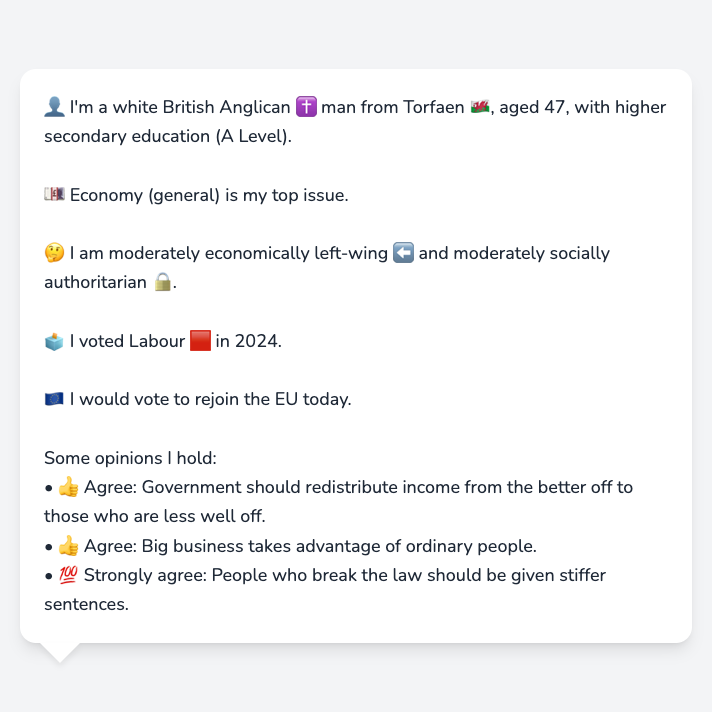 👤 I'm a white British Anglican ✝️ man from Torfaen 🏴󠁧󠁢󠁷󠁬󠁳󠁿, aged 47, with higher
secondary education (A Level).
💷 Economy (general) is my top issue.
🤔 I am moderately economically left-wing ⬅️ and moderately socially
authoritarian 🔒.
🗳️ I voted Labour 🟥 in 2024.
🇪🇺 I would vote to rejoin the EU today.
Some opinions I hold:
• 👍 Agree: Government should redistribute income from the better off to
those who are less well off.
• 👍 Agree: Big business takes advantage of ordinary people.
• 💯 Strongly agree: People who break the law should be given stiffer
sentences.